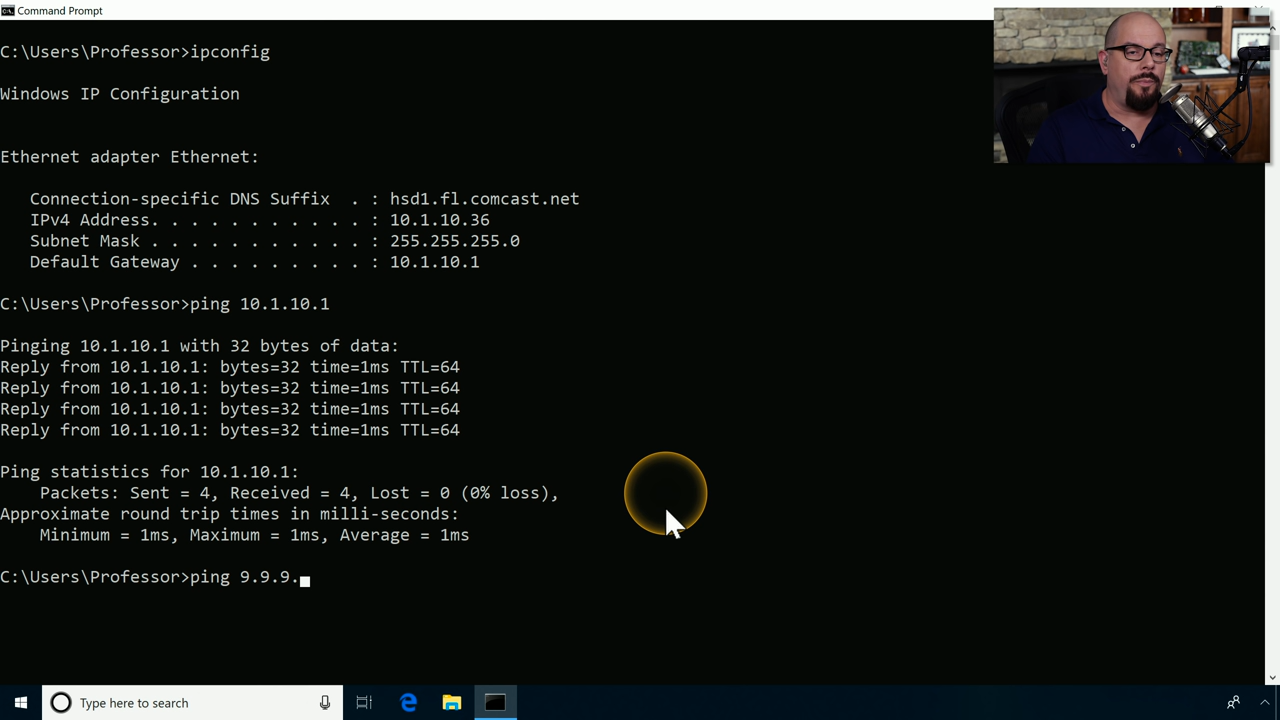 Command Prompt
C:\Users\Professor>ipconfig
Windows IP Configuration
Ethernet adapter Ethernet:
Connection-specific DNS Suffix  . : hsd1.fl.comcast.net
IPv4 Address. . . . . . . . . . . : 10.1.10.36
Subnet Mask . . . . . . . . . . . : 255.255.255.0
Default Gateway . . . . . . . . . : 10.1.10.1
C:\Users\Professor>ping 10.1.10.1
Pinging 10.1.10.1 with 32 bytes of data:
Reply from 10.1.10.1: bytes=32 time=1ms TTL=64
Reply from 10.1.10.1: bytes=32 time=1ms TTL=64
Reply from 10.1.10.1: bytes=32 time=1ms TTL=64
Reply from 10.1.10.1: bytes=32 time=1ms TTL=64
Ping statistics for 10.1.10.1:
Packets: Sent = 4, Received = 4, Lost = 0 (0% loss),
Approximate round trip times in milli-seconds:
Minimum = 1ms, Maximum = 1ms, Average = 1ms
C:\Users\Professor>ping 9.9.9.
Type here to search